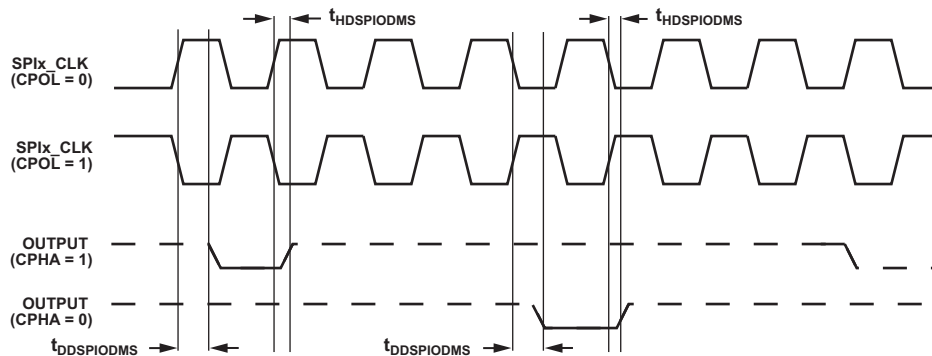 tHDSPIODMS
tHDSPIODMS
SPIx_CLK
(CPOL = 0)
SPIx_CLK
(CPOL = 1)
OUTPUT
(CPHA = 1)
OUTPUT
(CPHA = 0)
tDDSPIODMS
tDDSPIODMS